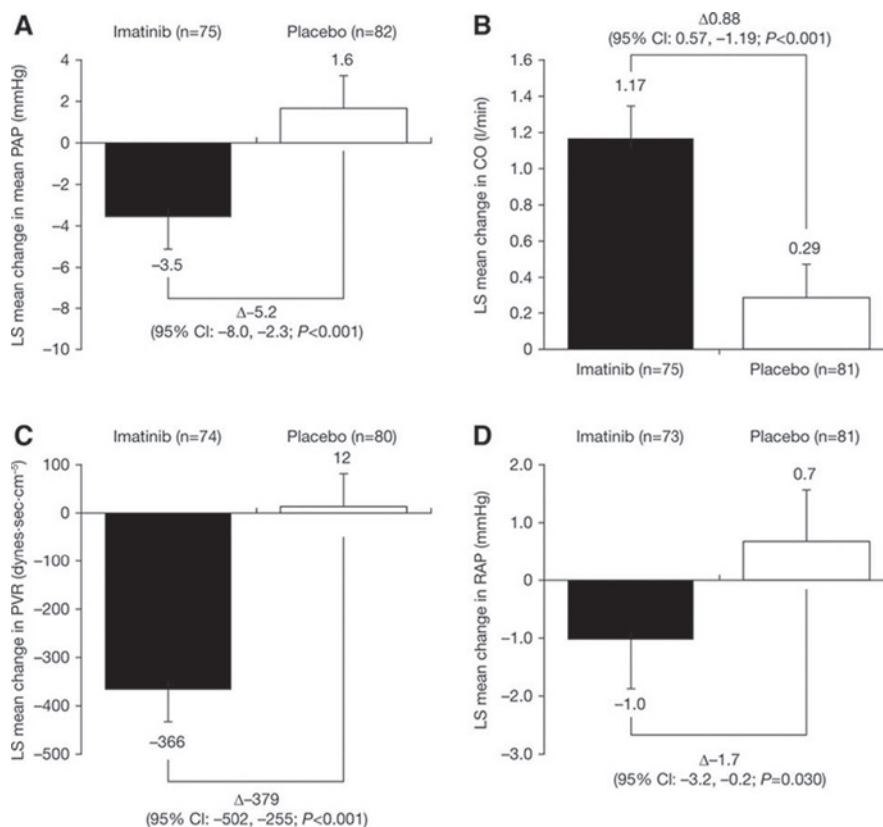 A
Imatinib (n=75) Placebo (n=82)
LS mean change in mean PAP (mmHg)
4
2
0
−2
−4
−6
−8
−10
1.6
−3.5
Δ−5.2
(95% CI: −8.0, −2.3; P<0.001)
B
Δ0.88
(95% CI: 0.57, −1.19; P<0.001)
LS mean change in CO (l/min)
1.6
1.4
1.2
1.0
0.8
0.6
0.4
0.2
0
1.17
0.29
Imatinib (n=75) Placebo (n=81)
C
Imatinib (n=74) Placebo (n=80)
LS mean change in PVR (dynes·sec·cm⁻⁵)
100
0
−100
−200
−300
−400
−500
12
−366
Δ−379
(95% CI: −502, −255; P<0.001)
D
Imatinib (n=73) Placebo (n=81)
LS mean change in RAP (mmHg)
2.0
1.0
0
−1.0
−2.0
−3.0
0.7
−1.0
Δ−1.7
(95% CI: −3.2, −0.2; P=0.030)